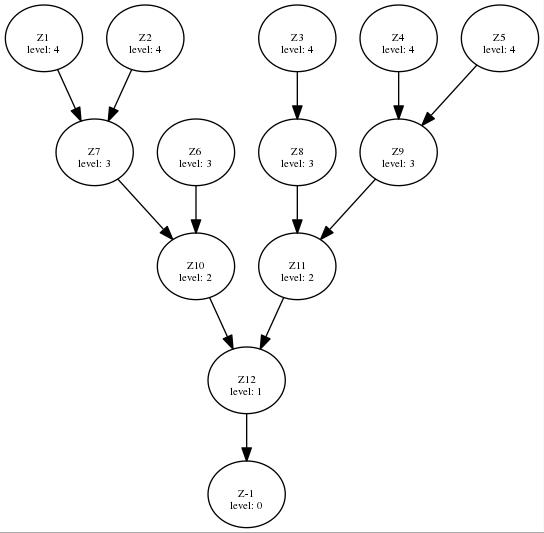 Z1
level: 4
Z2
level: 4
Z3
level: 4
Z4
level: 4
Z5
level: 4
Z7
level: 3
Z6
level: 3
Z8
level: 3
Z9
level: 3
Z10
level: 2
Z11
level: 2
Z12
level: 1
Z-1
level: 0